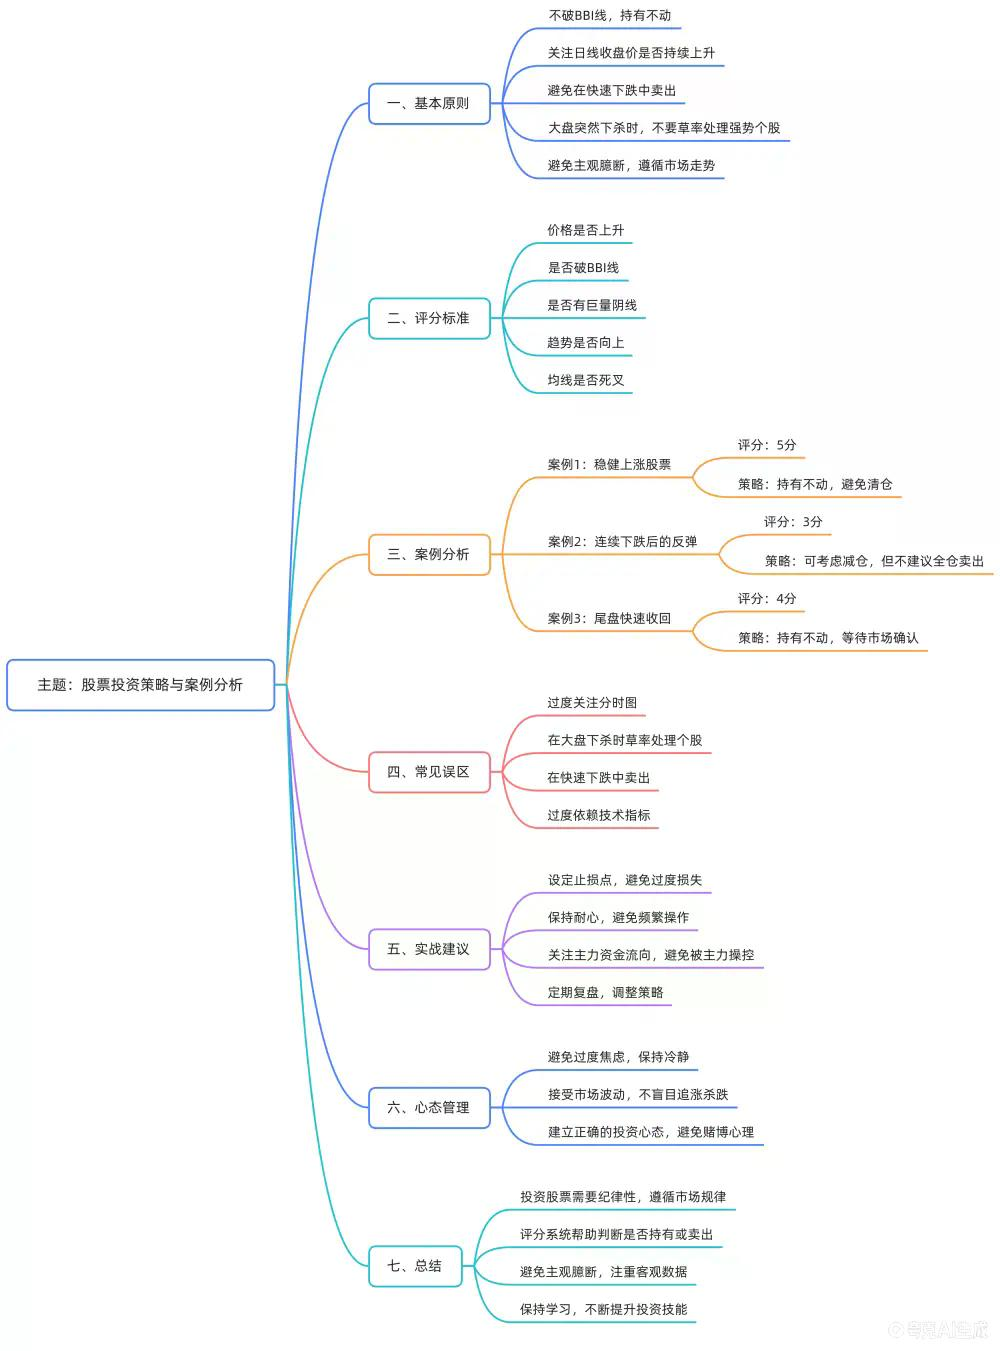 主题：股票投资策略与案例分析
一、基本原则
不破BBI线，持有不动
关注日线收盘价是否持续上升
避免在快速下跌中卖出
大盘突然下杀时，不要草率处理强势个股
避免主观臆断，遵循市场走势
二、评分标准
价格是否上升
是否破BBI线
是否有巨量阴线
趋势是否向上
均线是否死叉
三、案例分析
案例1：稳健上涨股票
评分：5分
策略：持有不动，避免清仓
案例2：连续下跌后的反弹
评分：3分
策略：可考虑减仓，但不建议全仓卖出
案例3：尾盘快速收回
评分：4分
策略：持有不动，等待市场确认
四、常见误区
过度关注分时图
在大盘下杀时草率处理个股
在快速下跌中卖出
过度依赖技术指标
五、实战建议
设定止损点，避免过度损失
保持耐心，避免频繁操作
关注主力资金流向，避免被主力操控
定期复盘，调整策略
六、心态管理
避免过度焦虑，保持冷静
接受市场波动，不盲目追涨杀跌
建立正确的投资心态，避免赌博心理
七、总结
投资股票需要纪律性，遵循市场规律
评分系统帮助判断是否持有或卖出
避免主观臆断，注重客观数据
保持学习，不断提升投资技能
夸克AI生成